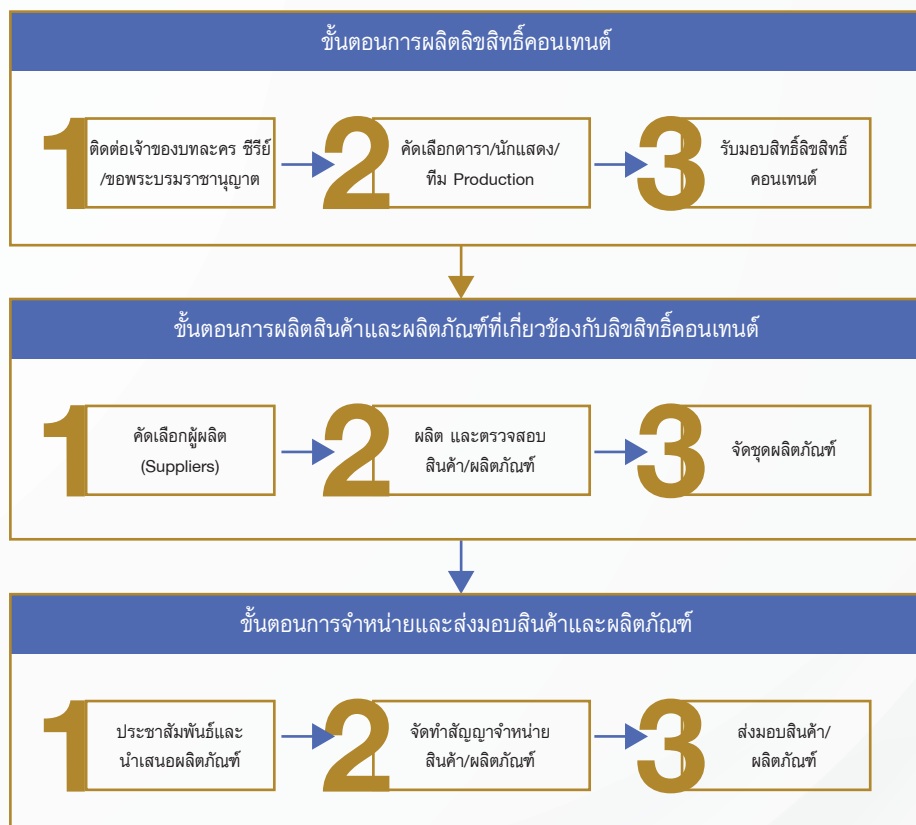 ขั้นตอนการผลิตลิขสิทธิ์คอนเทนต์
1
ติดต่อเจ้าของบทละคร ซีรีย์
/ขอพระบรมราชานุญาต
2
คัดเลือกดารา/นักแสดง/
ทีม Production
3
รับมอบสิทธิ์ลิขสิทธิ์
คอนเทนต์
ขั้นตอนการผลิตสินค้าและผลิตภัณฑ์ที่เกี่ยวข้องกับลิขสิทธิ์คอนเทนต์
1
คัดเลือกผู้ผลิต
(Suppliers)
2
ผลิต และตรวจสอบ
สินค้า/ผลิตภัณฑ์
3
จัดชุดผลิตภัณฑ์
ขั้นตอนการจำหน่ายและส่งมอบสินค้าและผลิตภัณฑ์
1
ประชาสัมพันธ์และ
นำเสนอผลิตภัณฑ์
2
จัดทำสัญญาจำหน่าย
สินค้า/ผลิตภัณฑ์
3
ส่งมอบสินค้า/
ผลิตภัณฑ์